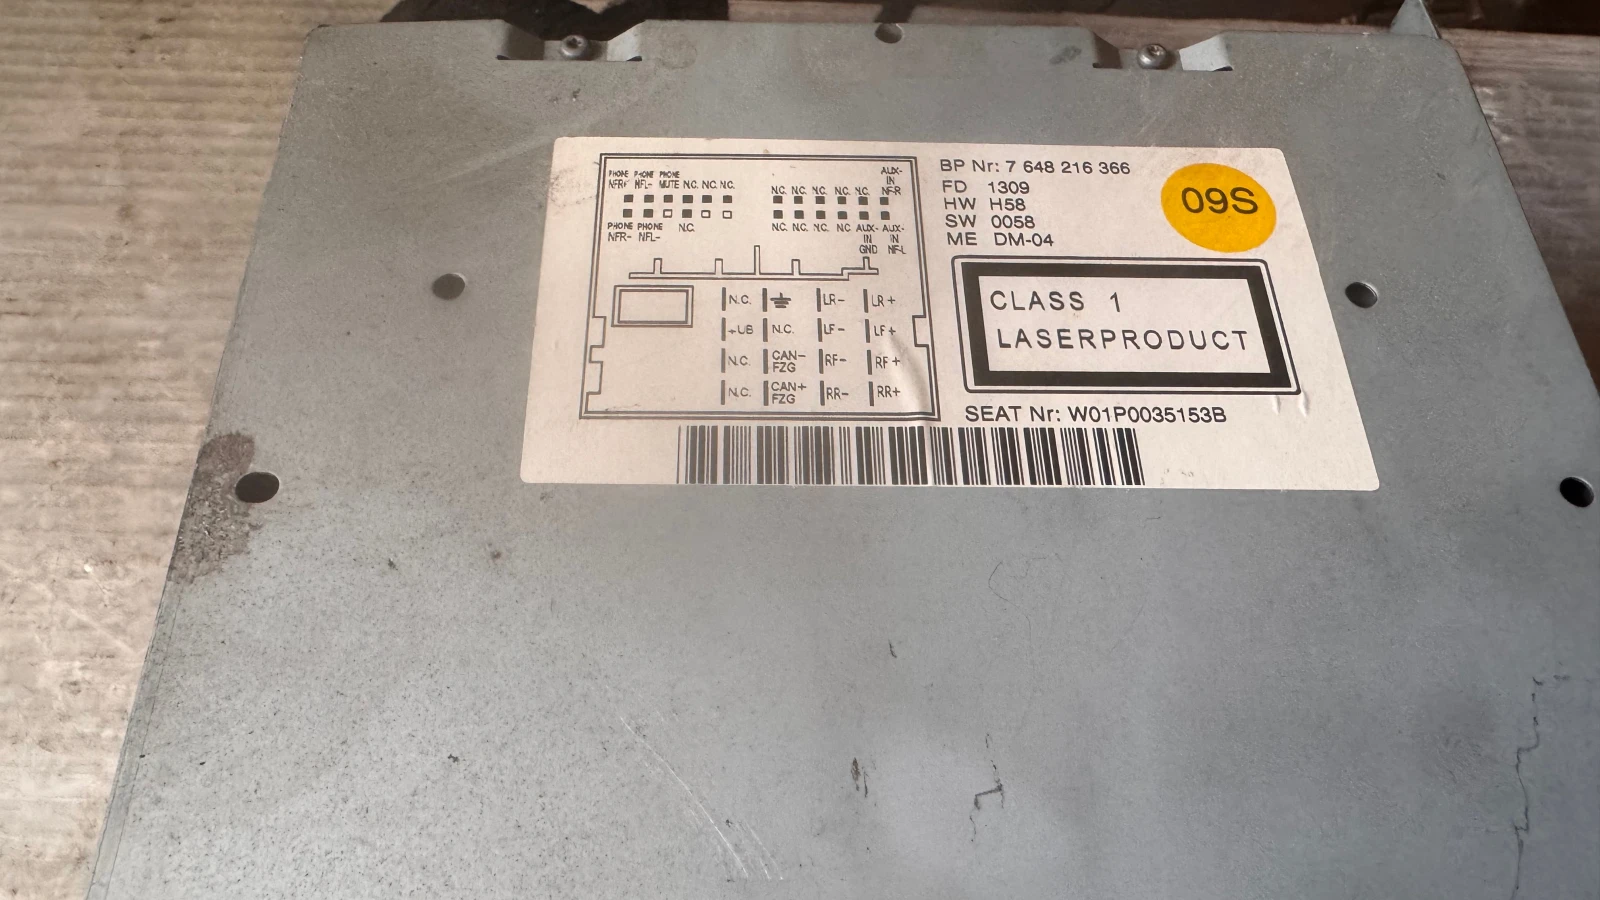 PHONE PHONE PHONE
NFR+ NFL- MUTE N.C. N.C. N.C.
PHONE PHONE N.C.
NFR- NFL-
AUX-
IN
N.C. N.C. N.C. N.C. N.C. NF-R
N.C. N.C. N.C. N.C AUX- AUX-
IN IN
GND NF-L
N.C. LR- LR+
+UB N.C. LF- LF+
N.C. CAN- FZG RF- RF+
N.C. CAN+ FZG RR- RR+
BP Nr: 7 648 216 366
FD 1309
HW H58
SW 0058
ME DM-04
09S
CLASS 1
LASERPRODUCT
SEAT Nr: W01P0035153B